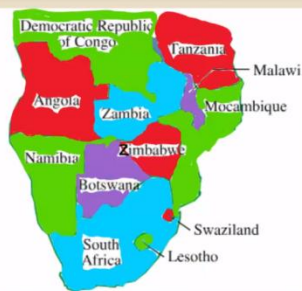 Democratic Republic
of Congo
Tanzania
Malawi
Angola
Zambia
Mocambique
Namibia
Zimbabwe
Botswana
Swaziland
South
Africa
Lesotho